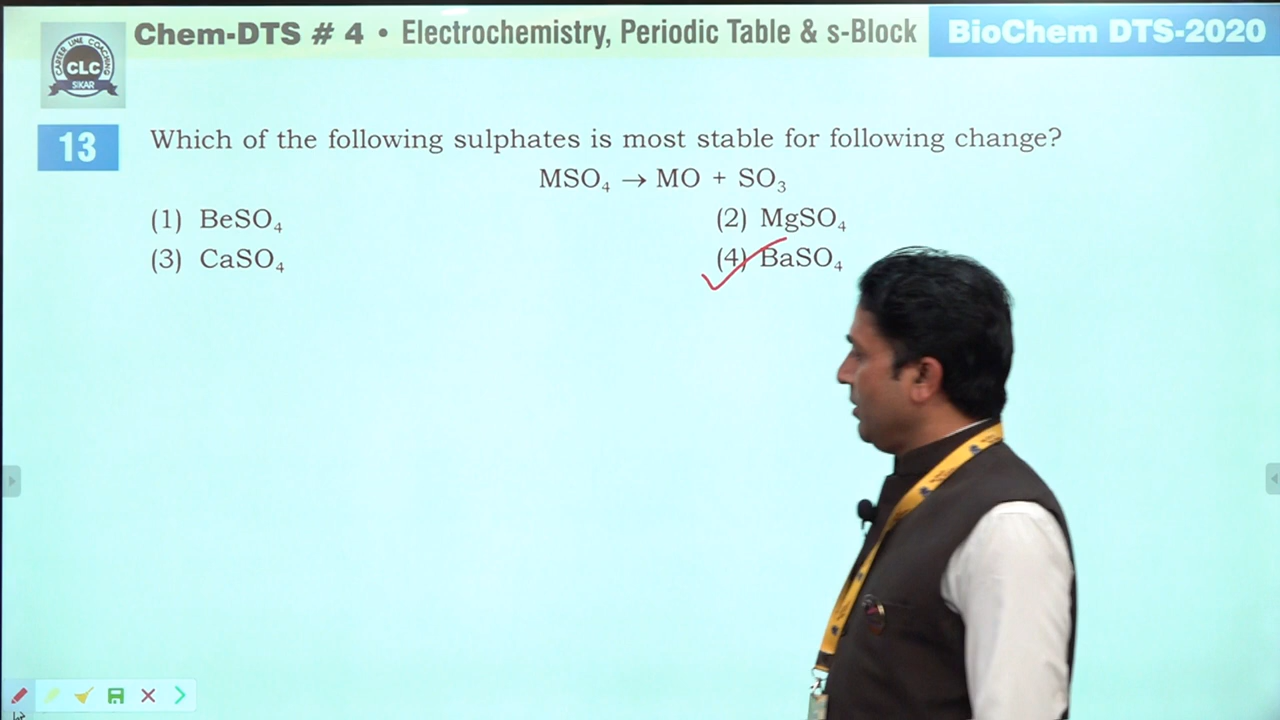 Chem-DTS # 4 • Electrochemistry, Periodic Table & s-Block
BioChem DTS-2020
CAREER LINE COACHING
CLC
SIKAR
13 Which of the following sulphates is most stable for following change?
MSO₄ → MO + SO₃
(1) BeSO₄ (2) MgSO₄
(3) CaSO₄ (4) BaSO₄